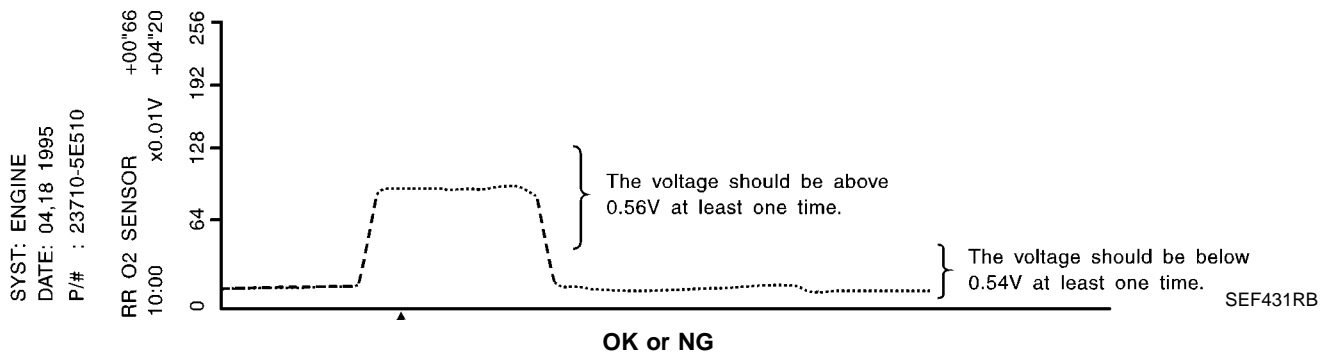 SYST: ENGINE
DATE: 04,18 1995
P/# : 23710-5E510
RR O2 SENSOR +00"66
10:00 x0.01V +04"20
256
192
128
64
0
The voltage should be above
0.56V at least one time.
The voltage should be below
0.54V at least one time.
SEF431RB
OK or NG